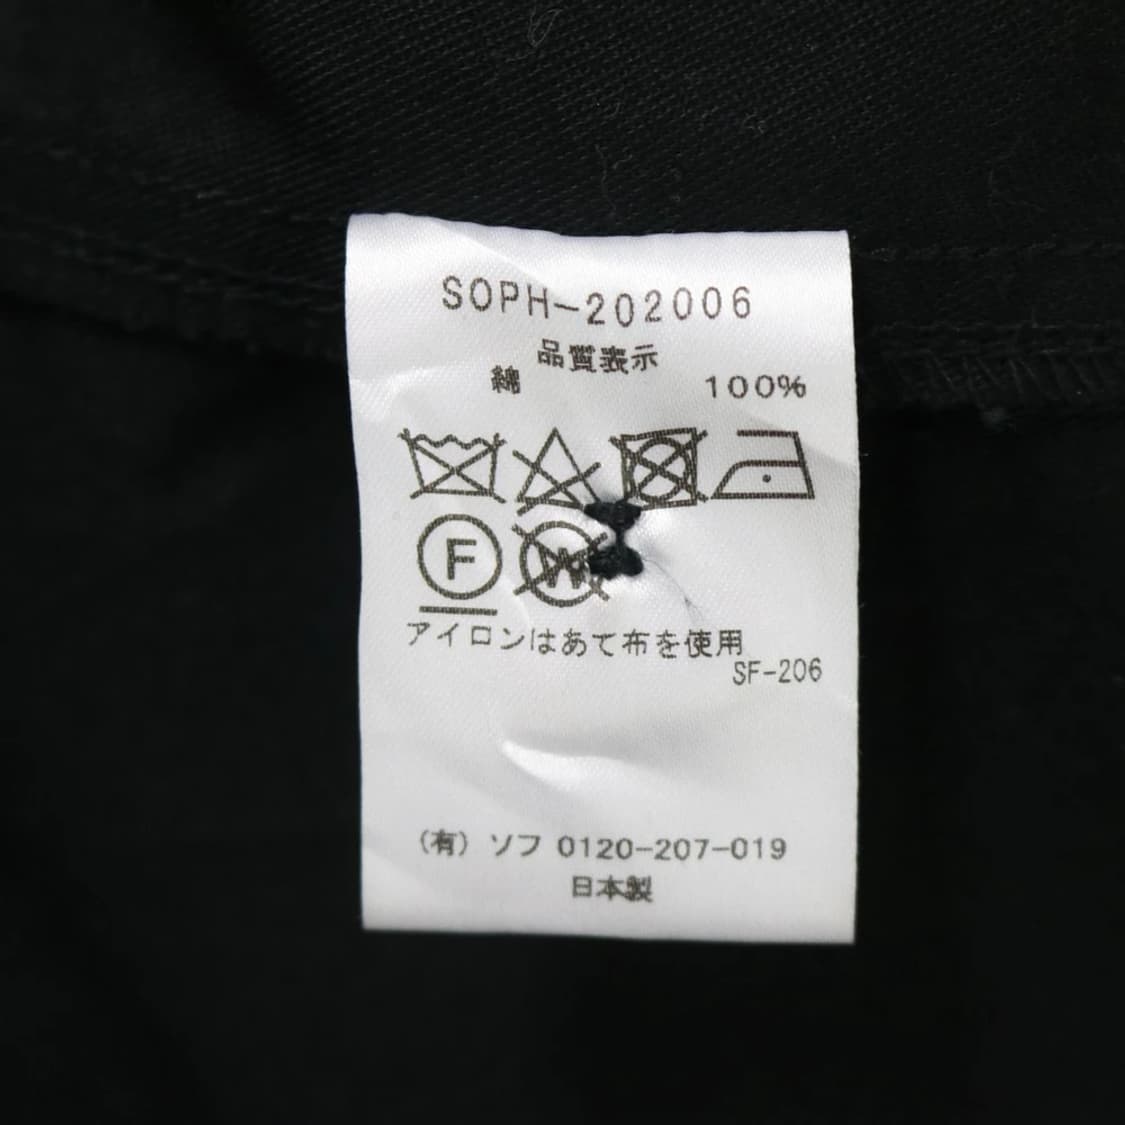 SOPH-202006
品質表示
綿 100%
F W
アイロンはあて布を使用
SF-206
(有) ソフ 0120-207-019
日本製